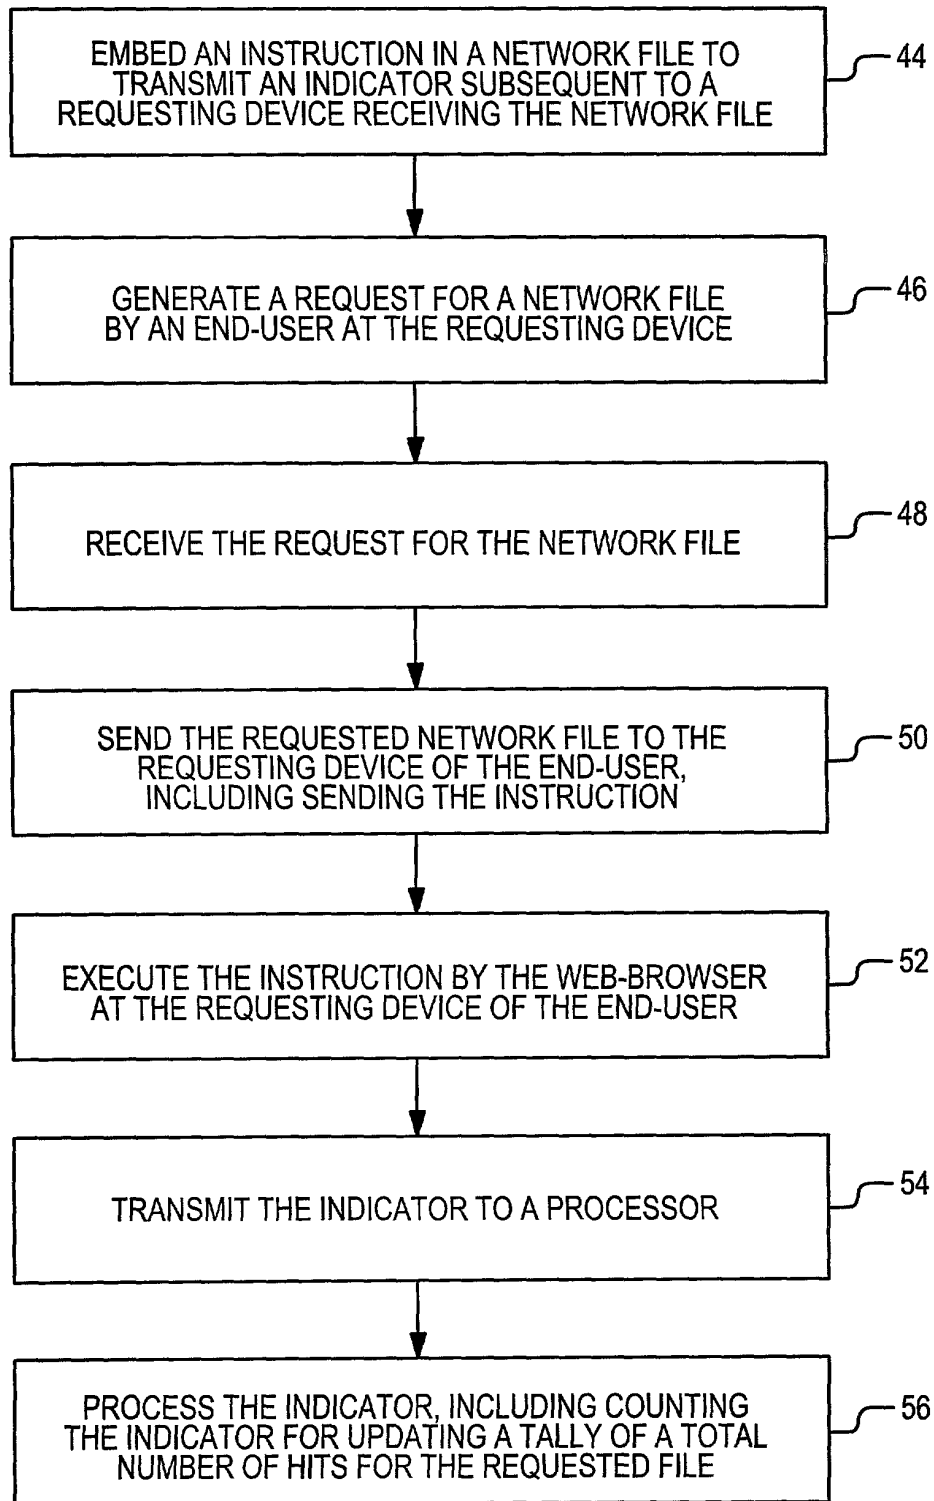 EMBED AN INSTRUCTION IN A NETWORK FILE TO
TRANSMIT AN INDICATOR SUBSEQUENT TO A
REQUESTING DEVICE RECEIVING THE NETWORK FILE
44
GENERATE A REQUEST FOR A NETWORK FILE
BY AN END-USER AT THE REQUESTING DEVICE
46
RECEIVE THE REQUEST FOR THE NETWORK FILE
48
SEND THE REQUESTED NETWORK FILE TO THE
REQUESTING DEVICE OF THE END-USER,
INCLUDING SENDING THE INSTRUCTION
50
EXECUTE THE INSTRUCTION BY THE WEB-BROWSER
AT THE REQUESTING DEVICE OF THE END-USER
52
TRANSMIT THE INDICATOR TO A PROCESSOR
54
PROCESS THE INDICATOR, INCLUDING COUNTING
THE INDICATOR FOR UPDATING A TALLY OF A TOTAL
NUMBER OF HITS FOR THE REQUESTED FILE
56